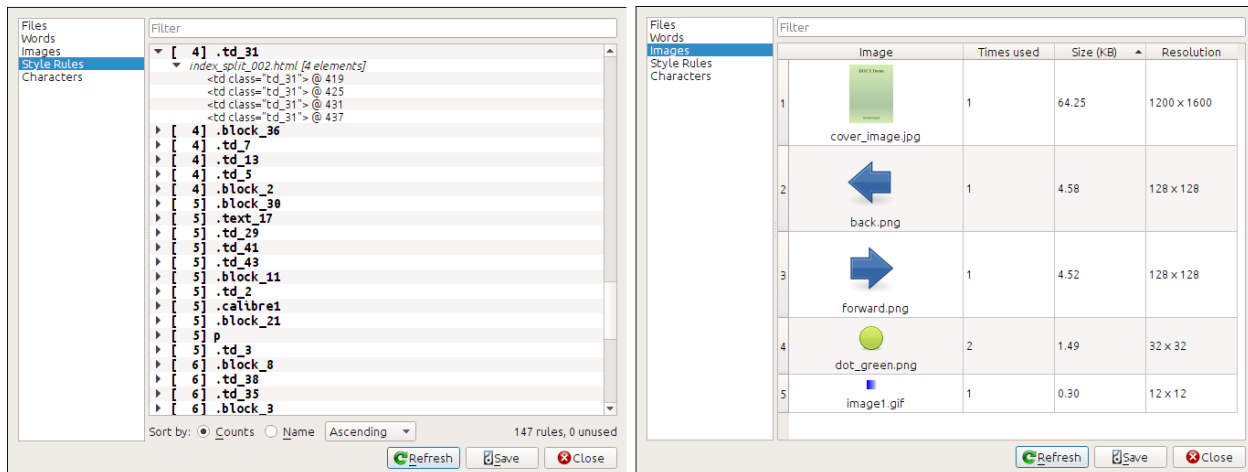 Files
Words
Images
Style Rules
Characters
Filter
[ 4] .td_31
index_split_002.html [4 elements]
<td class="td_31"> @ 419
<td class="td_31"> @ 425
<td class="td_31"> @ 431
<td class="td_31"> @ 437
[ 4] .block_36
[ 4] .td_7
[ 4] .td_13
[ 4] .td_5
[ 4] .block_2
[ 5] .block_30
[ 5] .text_17
[ 5] .td_29
[ 5] .td_41
[ 5] .td_43
[ 5] .block_11
[ 5] .td_2
[ 5] .calibre1
[ 5] .block_21
[ 5] p
[ 5] .td_3
[ 6] .block_8
[ 6] .td_38
[ 6] .td_35
[ 6] .block_3
Sort by: Counts Name Ascending 147 rules, 0 unused
Refresh Save Close
Files
Words
Images
Style Rules
Characters
Filter
Image Times used Size (KB) Resolution
DOCX Demo
1 1 64.25 1200 x 1600
cover_image.jpg
2 1 4.58 128 x 128
back.png
3 1 4.52 128 x 128
forward.png
4 2 1.49 32 x 32
dot_green.png
5 1 0.30 12 x 12
image1.gif
Refresh Save Close